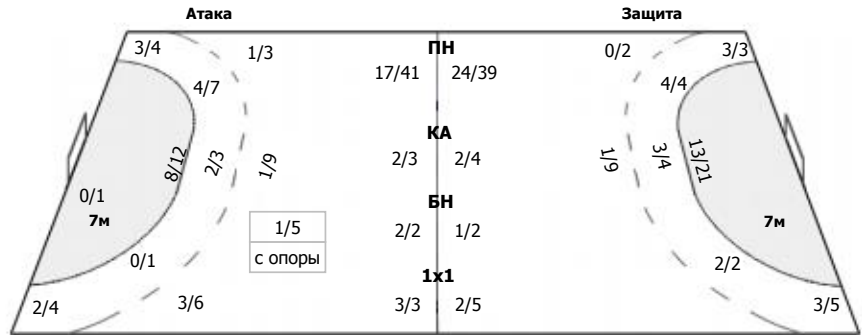 Атака Защита
3/4 1/3 ПН 0/2 3/3
17/41 24/39
4/7 4/4
КА
8/12 2/3 1/9 2/3 2/4 1/9 3/4 13/21
0/1 БН
7м 7м
1/5 2/2 1/2
с опоры
0/1 2/2
1x1
2/4 3/6 3/3 2/5 3/5